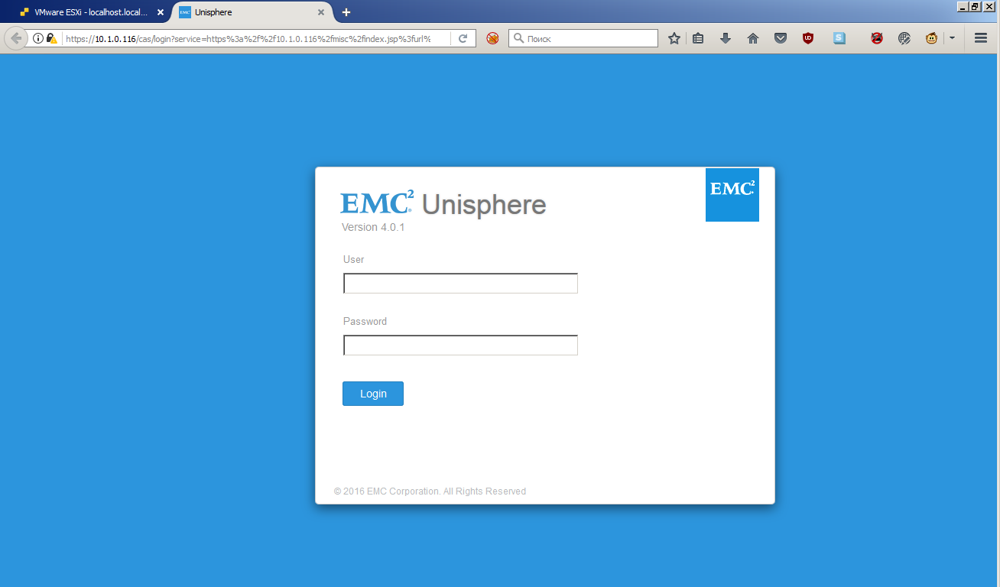 VMware ESXi - localhost.local...
Unisphere
https://10.1.0.116/cas/login?service=https%3a%2f%2f10.1.0.116%2fmisc%2findex.jsp%3furl%
Поиск
UD
S
EMC²
EMC² Unisphere
Version 4.0.1
User
Password
Login
© 2016 EMC Corporation. All Rights Reserved